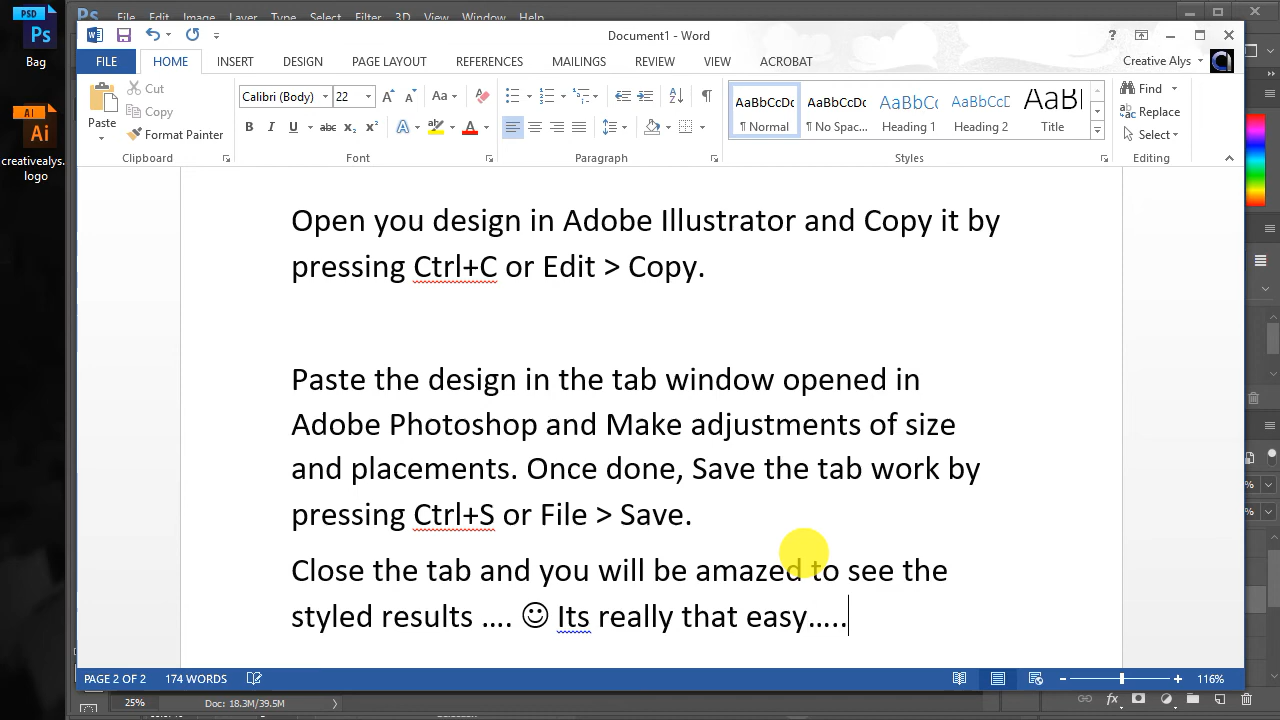 PSD
Ps
Bag
Ai
Ai
creativealys.
logo
Ps File Edit Image Layer Type Select Filter 3D View Window Help
Document1 - Word
FILE HOME INSERT DESIGN PAGE LAYOUT REFERENCES MAILINGS REVIEW VIEW ACROBAT Creative Alys
Paste Cut Copy Format Painter
Calibri (Body) 22
AaBbCcDc AaBbCcDc AaBbCc AaBbCcD AaBl
¶ Normal ¶ No Spac... Heading 1 Heading 2 Title
Find Replace Select
Clipboard Font Paragraph Styles Editing
Open you design in Adobe Illustrator and Copy it by
pressing Ctrl+C or Edit > Copy.
Paste the design in the tab window opened in
Adobe Photoshop and Make adjustments of size
and placements. Once done, Save the tab work by
pressing Ctrl+S or File > Save.
Close the tab and you will be amazed to see the
styled results .... ☺ Its really that easy.....
PAGE 2 OF 2 174 WORDS 116%
25% Doc: 18.3M/39.5M